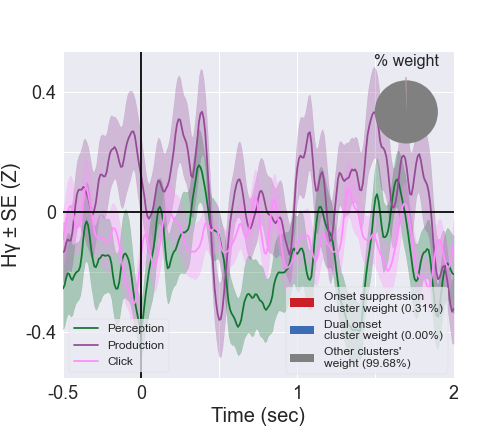 % weight
0.4
0
-0.4
Hγ ± SE (Z)
Perception
Production
Click
Onset suppression
cluster weight (0.31%)
Dual onset
cluster weight (0.00%)
Other clusters'
weight (99.68%)
-0.5
0
1
2
Time (sec)